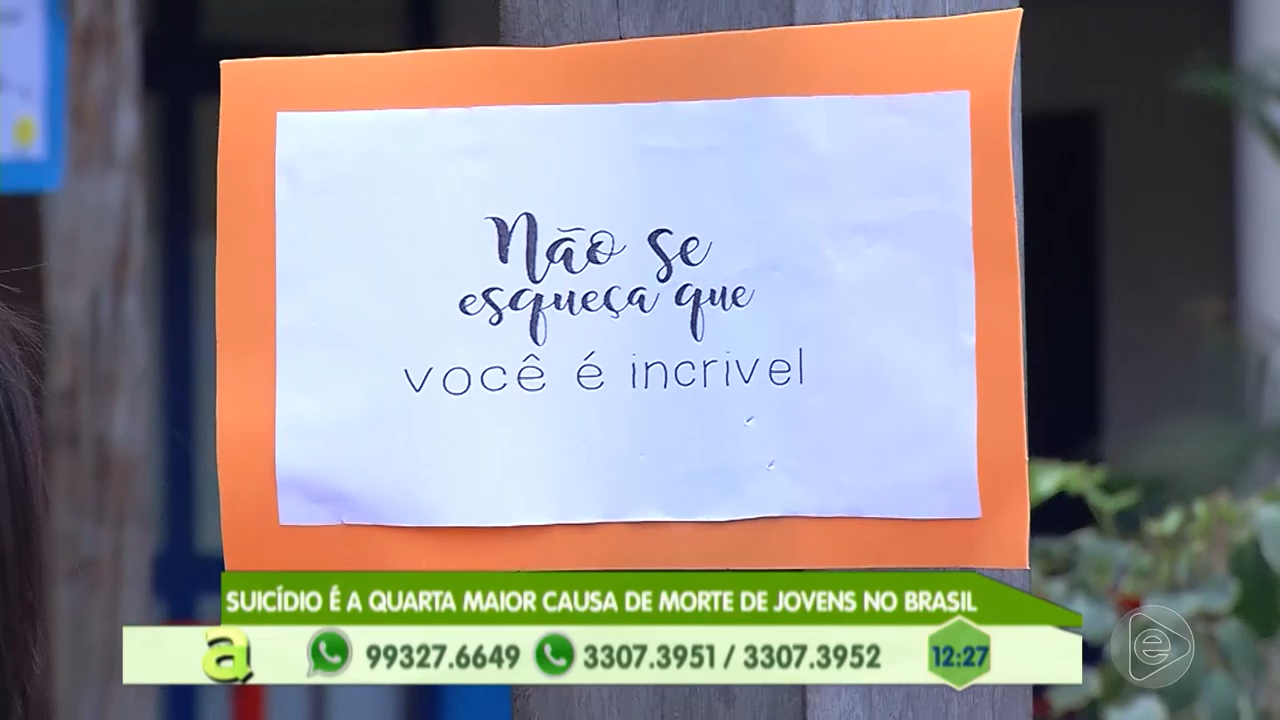 Não se
esqueça que
você é incrivel
SUICÍDIO É A QUARTA MAIOR CAUSA DE MORTE DE JOVENS NO BRASIL
a 99327.6649 3307.3951 / 3307.3952 12:27
e